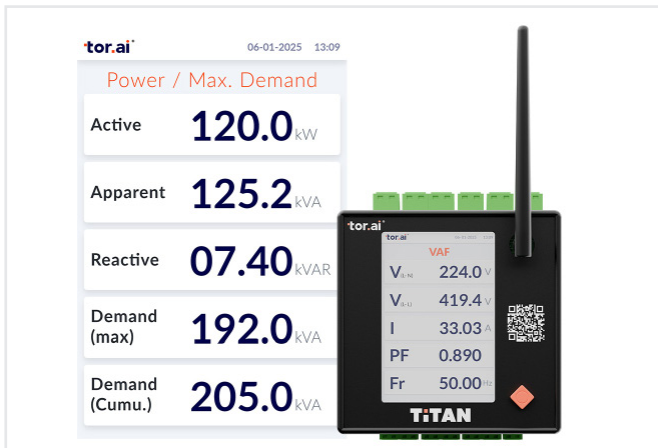 tor.ai
06-01-2025 13:09
Power / Max. Demand
Active 120.0 kW
Apparent 125.2 kVA
Reactive 07.40 kVAR
Demand (max) 192.0 kVA
Demand (Cumu.) 205.0 kVA
tor.ai
tor.ai
VAF
V 224.0 V
V 419.4 V
I 33.03 A
PF 0.890
Fr 50.00 Hz
TiTAN